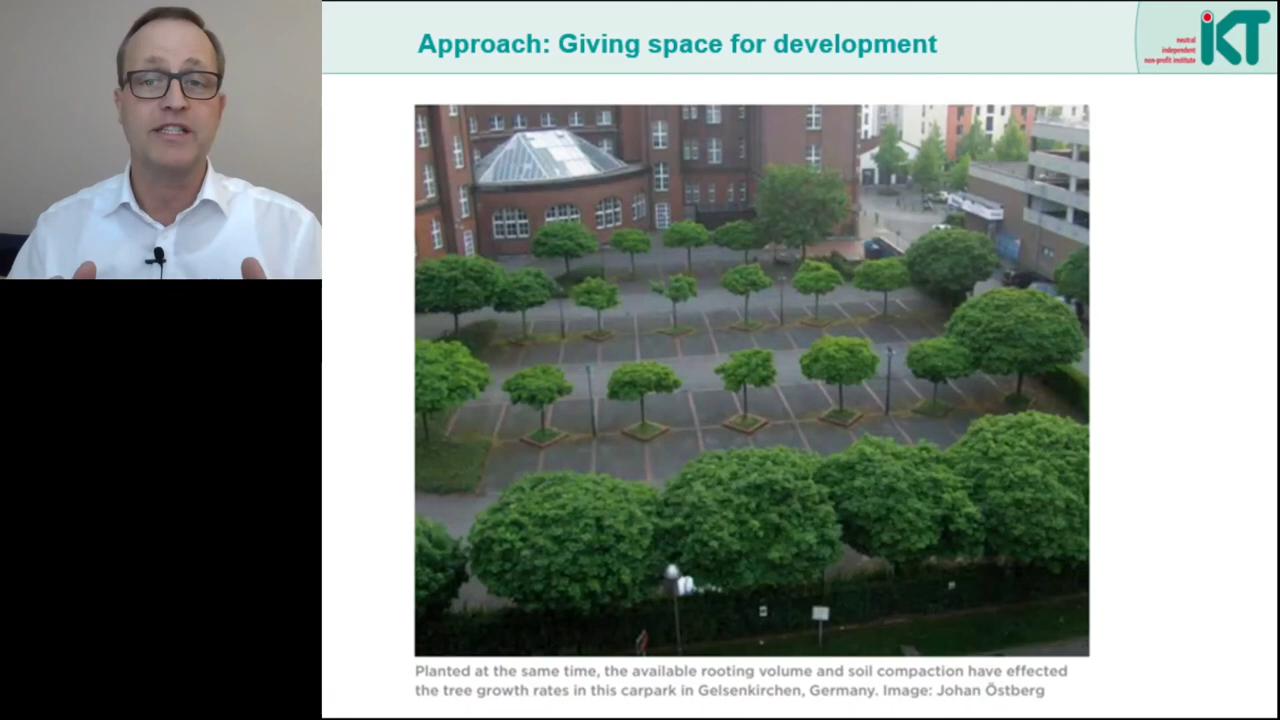 Approach: Giving space for development
neutral
independent
non-profit institute
iKT
Planted at the same time, the available rooting volume and soil compaction have effected
the tree growth rates in this carpark in Gelsenkirchen, Germany. Image: Johan Östberg